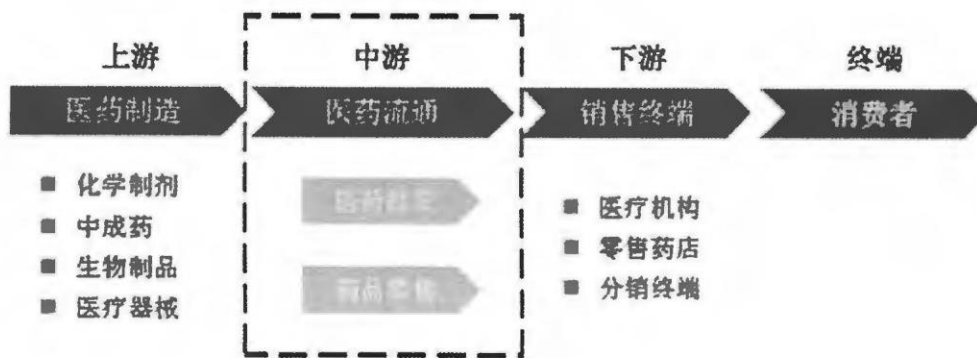 上游
中游
下游
终端
医药制造
医药流通
销售终端
消费者
化学制剂
中成药
生物制品
医疗器械
医疗机构
零售药店
分销终端